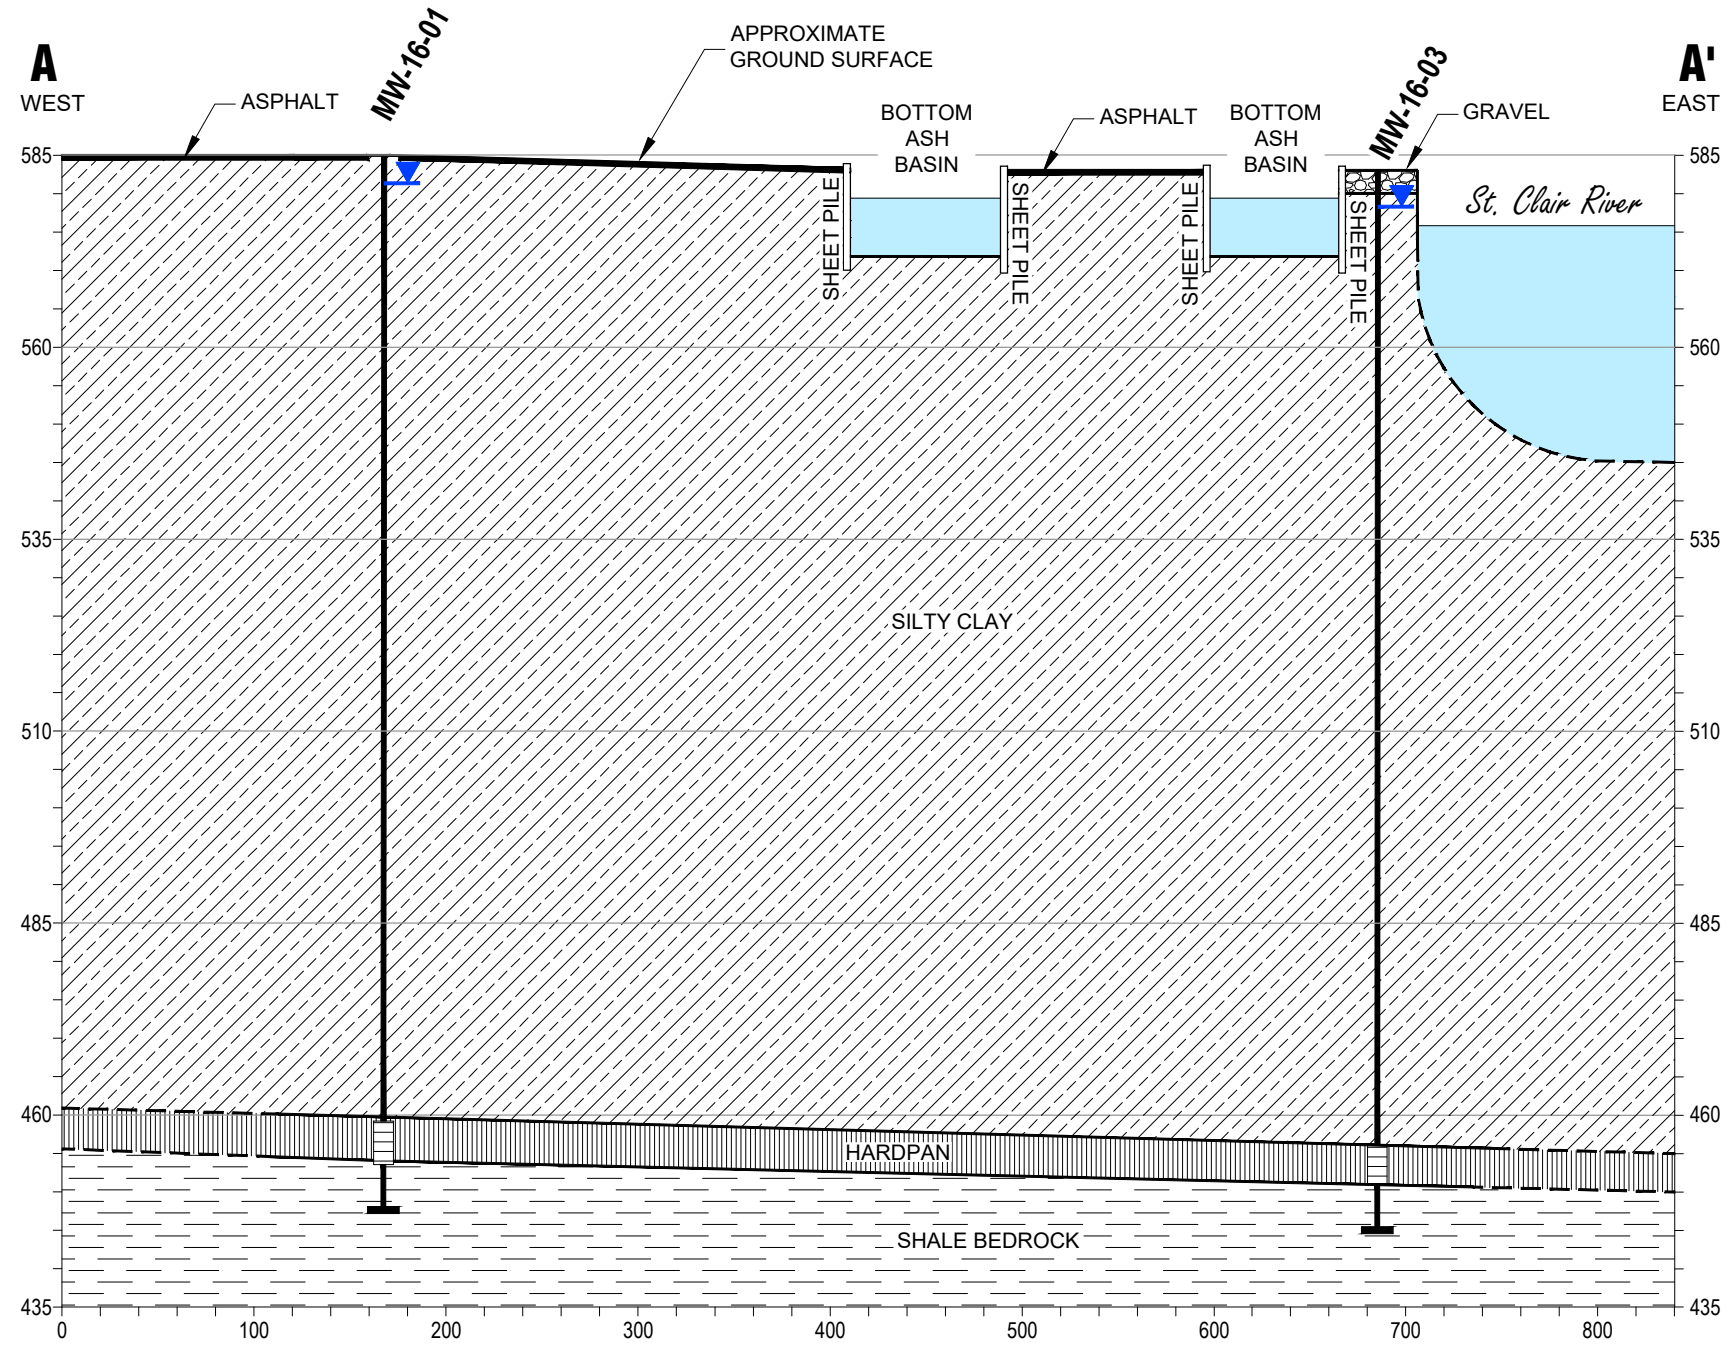 A
WEST
ASPHALT
MW-16-01
APPROXIMATE
GROUND SURFACE
BOTTOM
ASH
BASIN
ASPHALT
BOTTOM
ASH
BASIN
MW-16-03
GRAVEL
A'
EAST
SHEET PILE
SHEET PILE
SHEET PILE
SHEET PILE
St. Clair River
585
585
560
560
535
535
SILTY CLAY
510
510
485
485
460
460
HARDPAN
SHALE BEDROCK
435
435
0
100
200
300
400
500
600
700
800